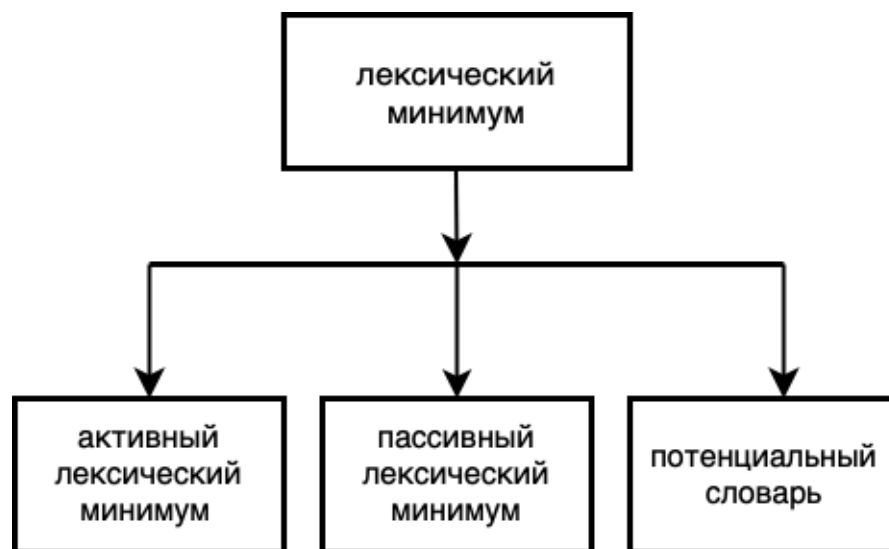 лексический
минимум
активный
лексический
минимум
пассивный
лексический
минимум
потенциальный
словарь